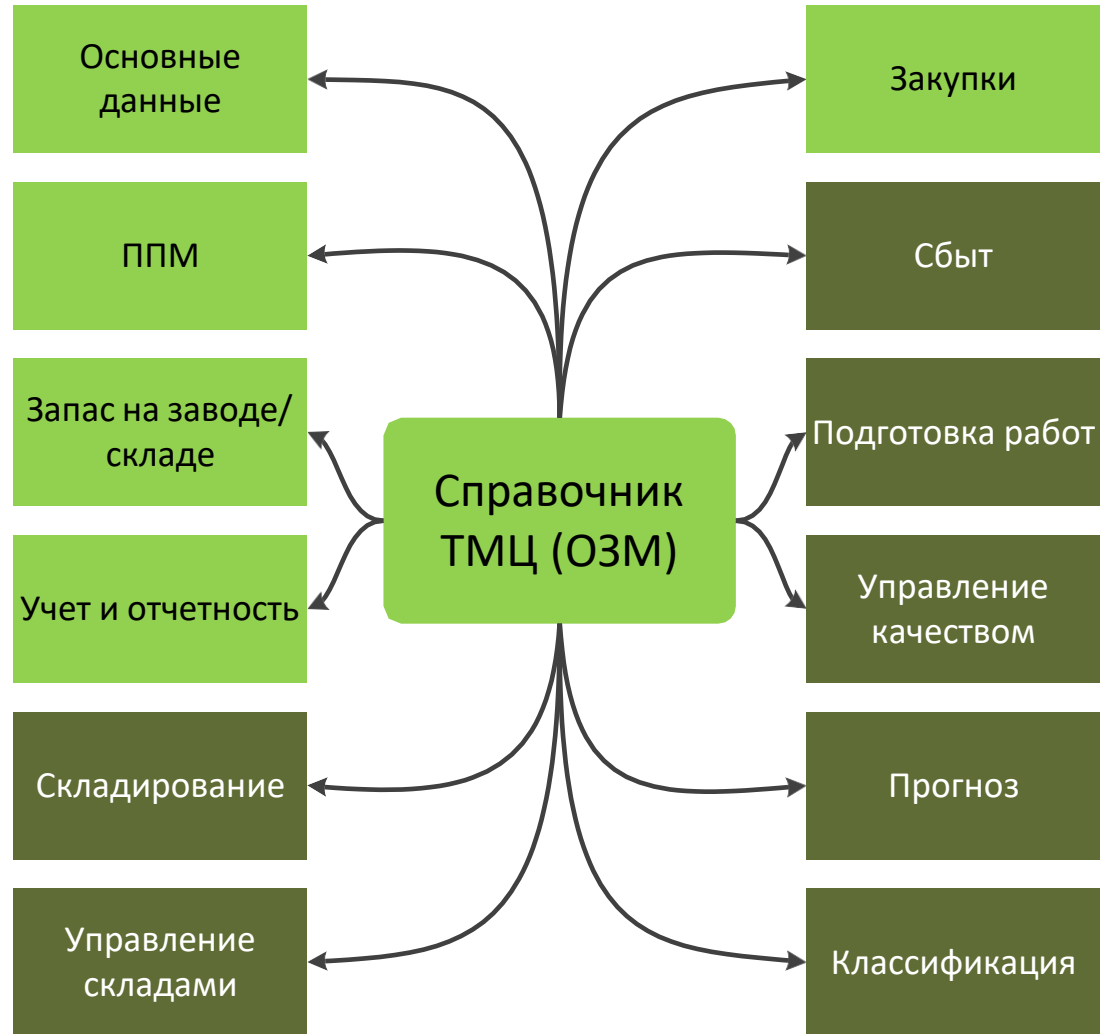 Основные
данные
Закупки
ППМ
Сбыт
Запас на заводе/
складе
Подготовка работ
Справочник
ТМЦ (ОЗМ)
Учет и отчетность
Управление
качеством
Складирование
Прогноз
Управление
складами
Классификация